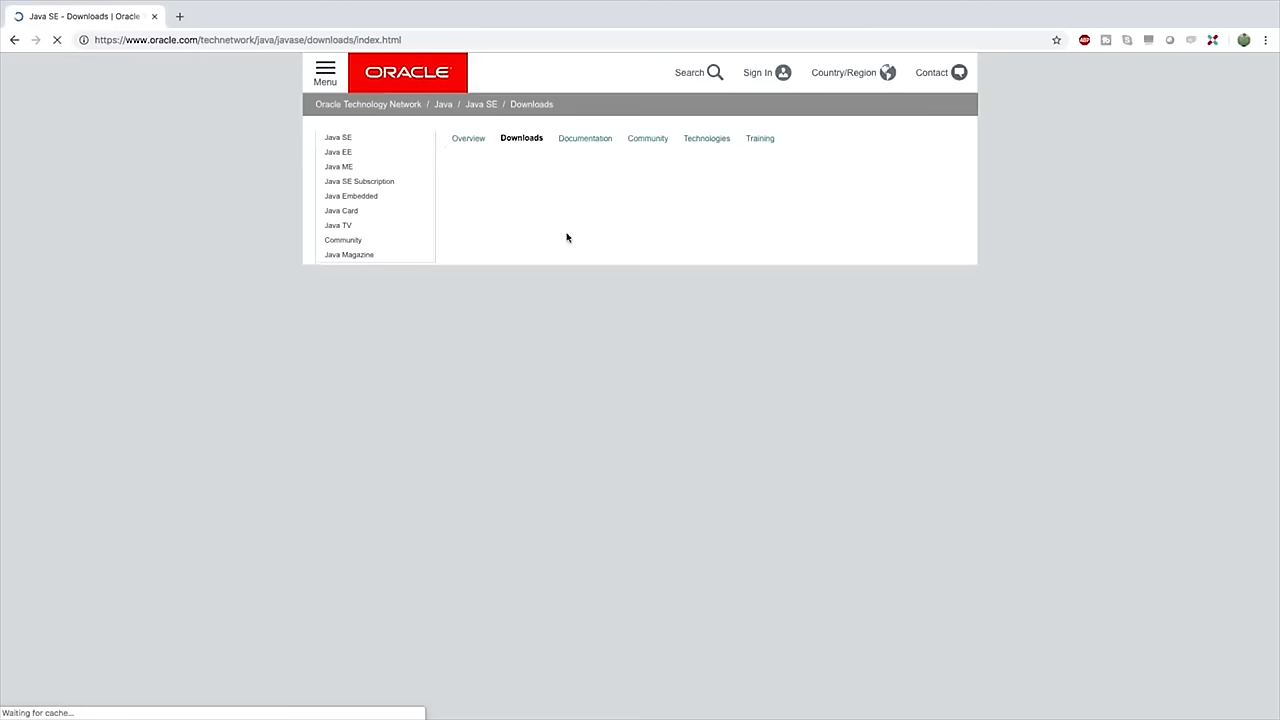 Java SE - Downloads | Oracle
https://www.oracle.com/technetwork/java/javase/downloads/index.html
ABP
Menu
ORACLE
Search
Sign In
Country/Region
Contact
Oracle Technology Network / Java / Java SE / Downloads
Java SE
Java EE
Java ME
Java SE Subscription
Java Embedded
Java Card
Java TV
Community
Java Magazine
Overview Downloads Documentation Community Technologies Training
Waiting for cache...